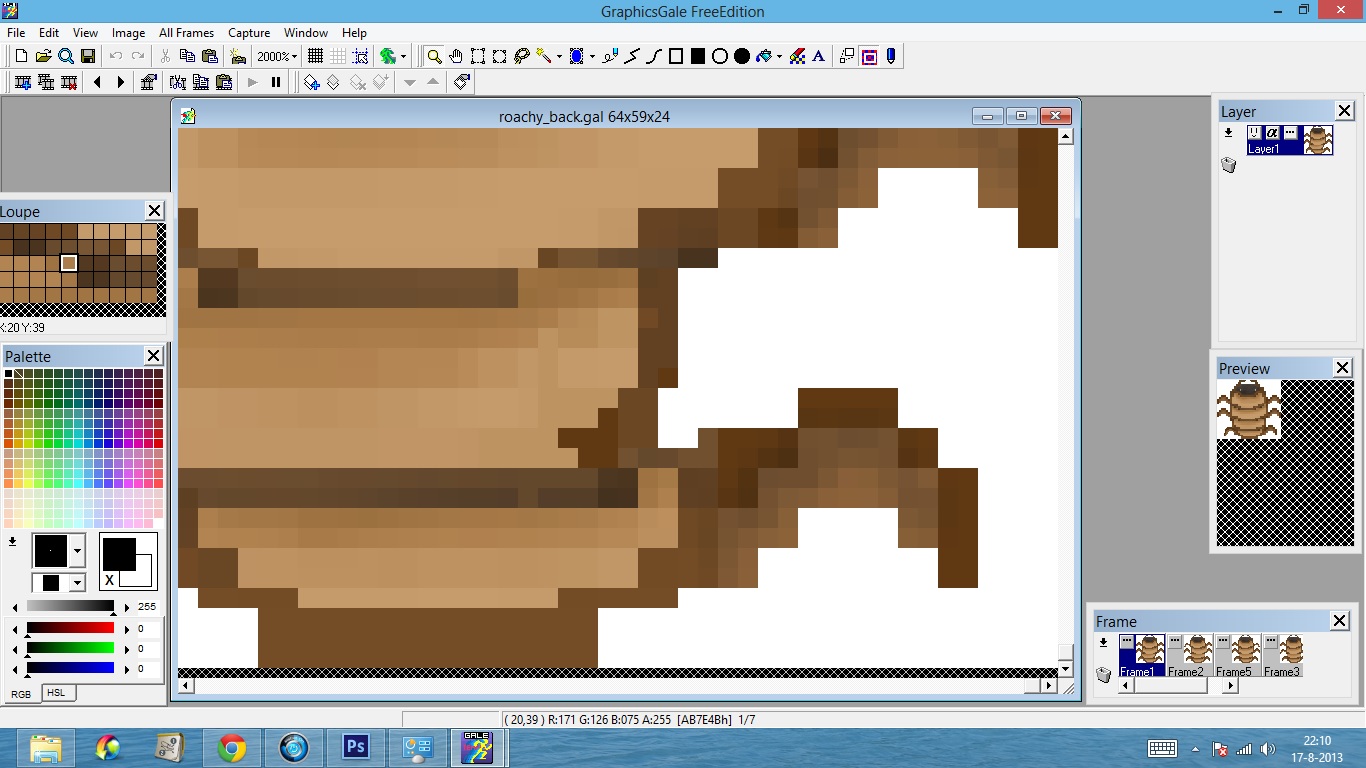 GraphicsGale FreeEdition
File Edit View Image All Frames Capture Window Help
2000%
A
roachy_back.gal 64x59x24
Layer
α
Layer1
Loupe
X:20 Y:39
Palette
X
255
0
0
0
RGB HSL
Preview
Frame
Frame1 Frame2 Frame5 Frame3
( 20,39 ) R:171 G:126 B:075 A:255 [AB7E4Bh] 1/7
Ps
GALE
22:10
17-8-2013